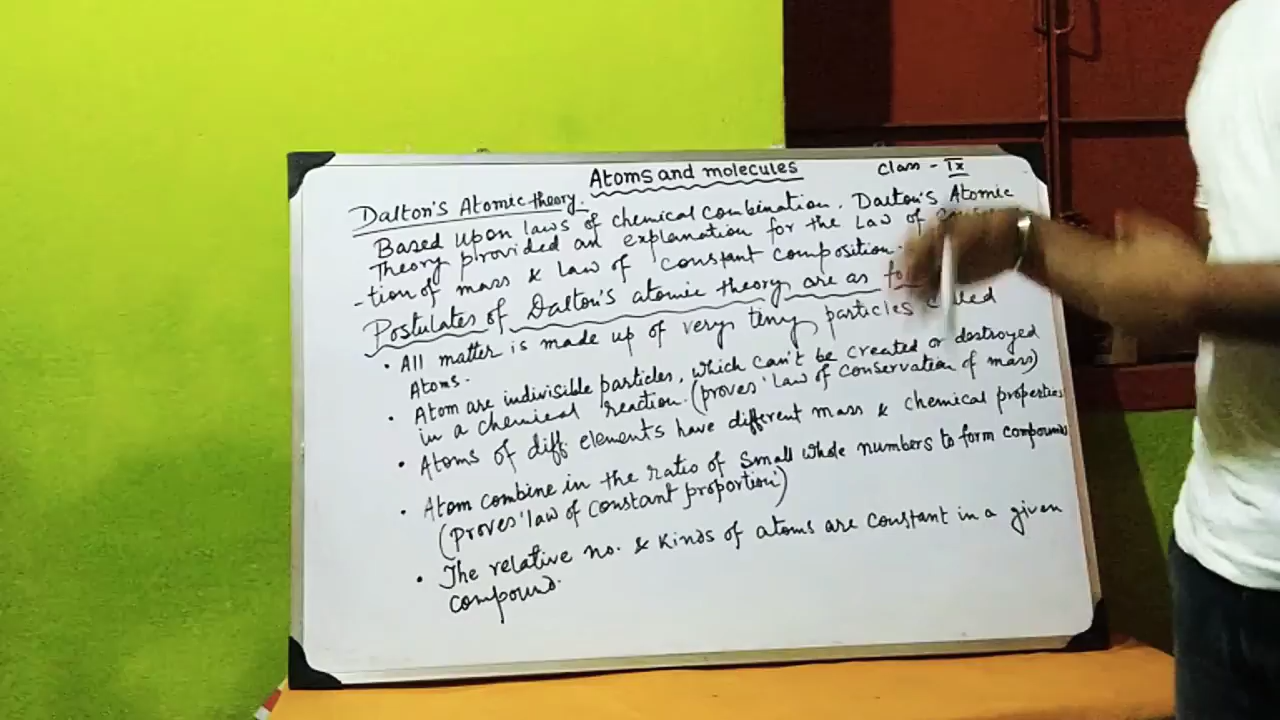 Atoms and molecules
Class - IX
Dalton's Atomic theory.
Based upon laws of chemical combination. Dalton's Atomic
Theory provided an explanation for the Law of
-tion of mass & law of constant composition.
Postulates of Dalton's atomic theory are as
• All matter is made up of very tiny particles called
Atoms.
• Atom are indivisible particles, which can't be created or destroyed
in a chemical reaction. (proves 'law of conservation of mass)
• Atoms of diff. elements have different mass & chemical properties
• Atom combine in the ratio of small whole numbers to form compounds
(proves 'law of constant proportion')
• The relative no. & kinds of atoms are constant in a given
compound.